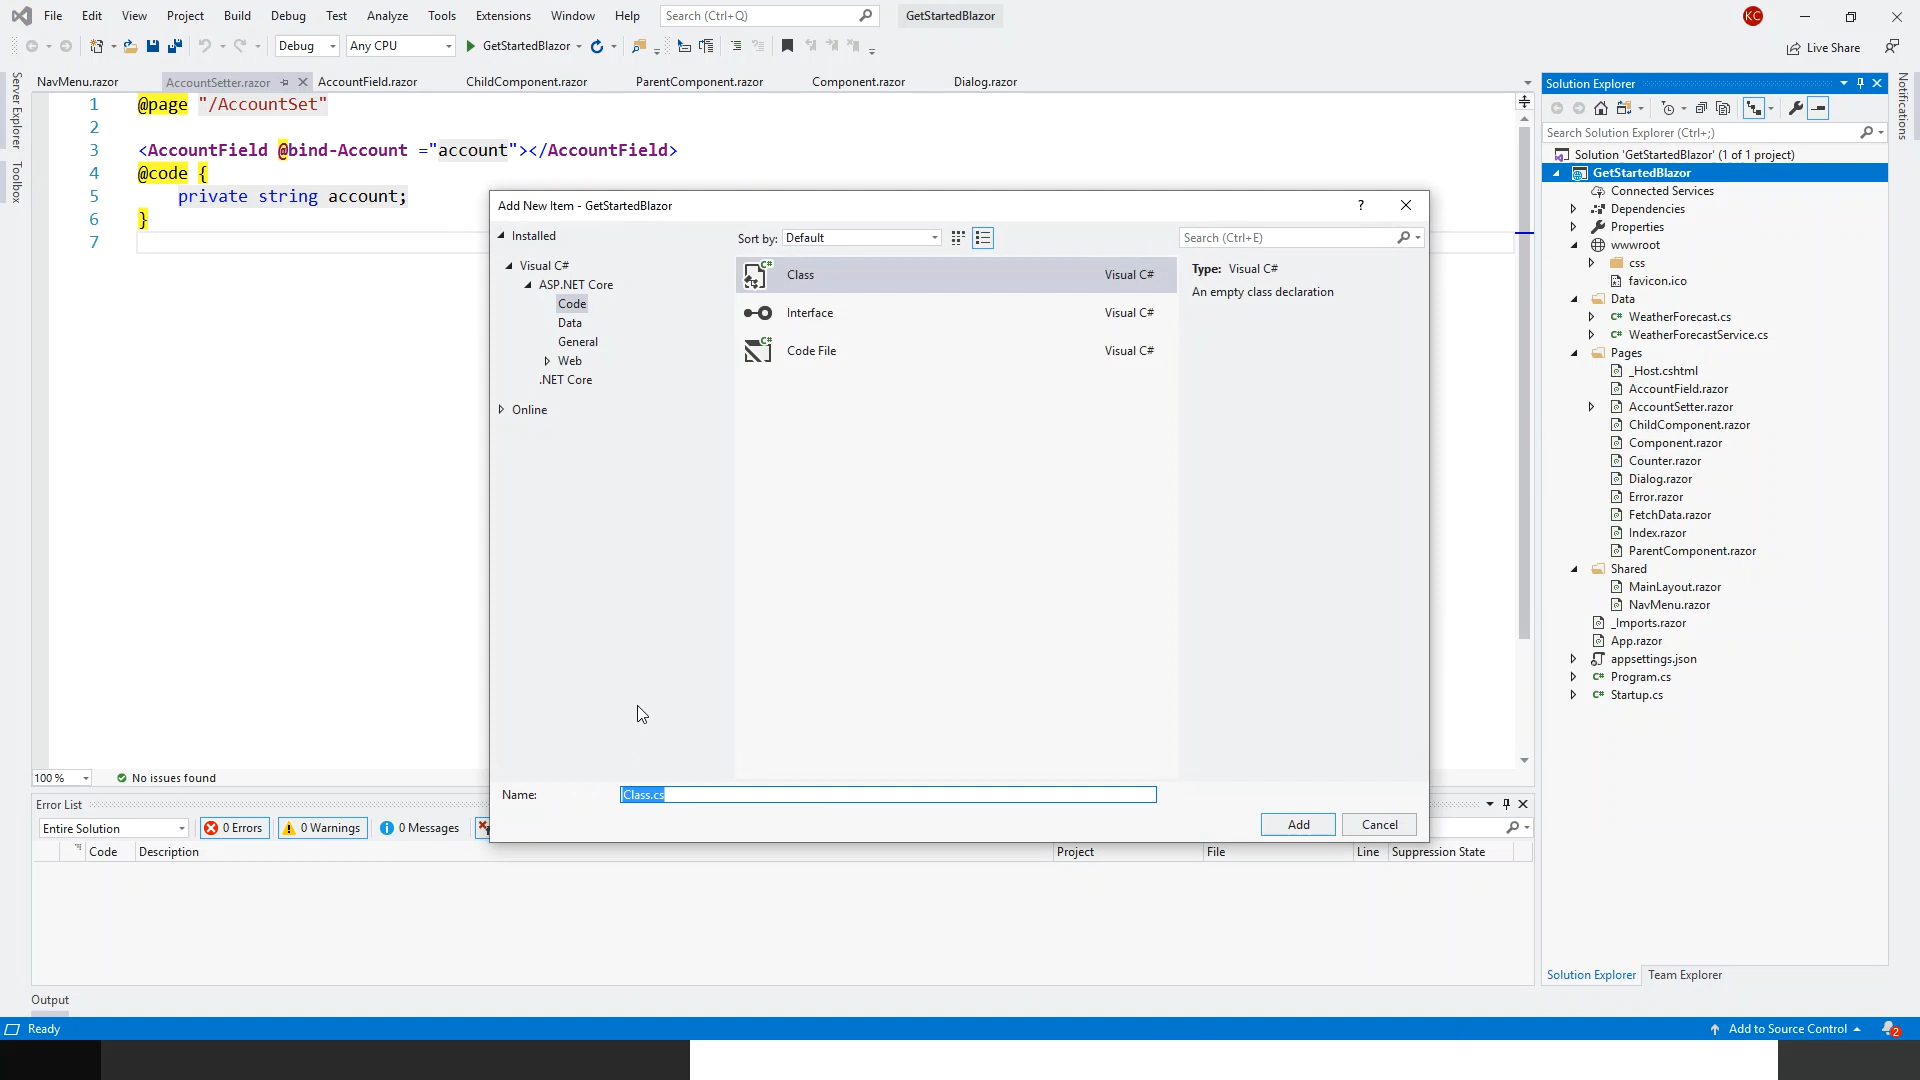 File Edit View Project Build Debug Test Analyze Tools Extensions Window Help Search (Ctrl+Q) GetStartedBlazor KC
Debug Any CPU GetStartedBlazor Live Share
Server Explorer
Toolbox
Notifications
NavMenu.razor AccountSetter.razor AccountField.razor ChildComponent.razor ParentComponent.razor Component.razor Dialog.razor
1 @page "/AccountSet"
2
3 <AccountField @bind-Account ="account"></AccountField>
4 @code {
5 private string account;
6 }
7
Add New Item - GetStartedBlazor ?
Installed
Visual C#
ASP.NET Core
Code
Data
General
Web
.NET Core
Online
Sort by: Default
Search (Ctrl+E)
Class Visual C#
Interface Visual C#
Code File Visual C#
Type: Visual C#
An empty class declaration
Name: Class.cs
Add Cancel
100 % No issues found
Error List
Entire Solution 0 Errors 0 Warnings 0 Messages
Code Description Project File Line Suppression State
Output
Solution Explorer
Search Solution Explorer (Ctrl+;)
Solution 'GetStartedBlazor' (1 of 1 project)
GetStartedBlazor
Connected Services
Dependencies
Properties
wwwroot
css
favicon.ico
Data
C# WeatherForecast.cs
C# WeatherForecastService.cs
Pages
_Host.cshtml
AccountField.razor
AccountSetter.razor
ChildComponent.razor
Component.razor
Counter.razor
Dialog.razor
Error.razor
FetchData.razor
Index.razor
ParentComponent.razor
Shared
MainLayout.razor
NavMenu.razor
_Imports.razor
App.razor
appsettings.json
C# Program.cs
C# Startup.cs
Solution Explorer Team Explorer
Ready Add to Source Control 2